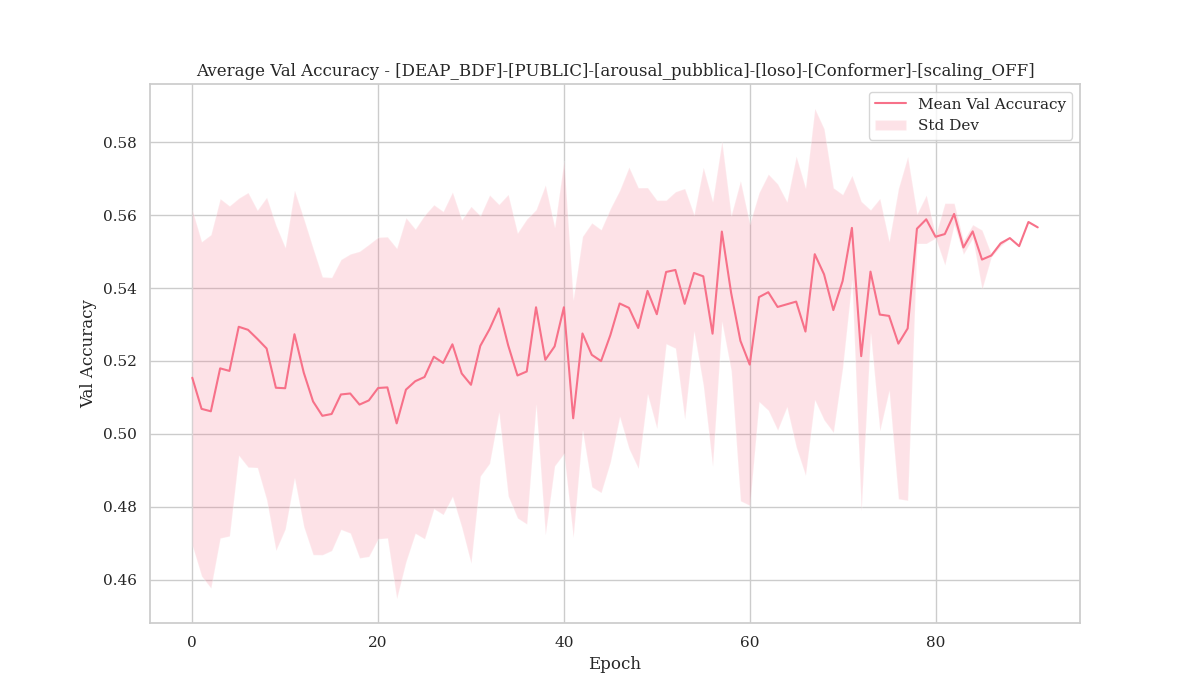 Average Val Accuracy - [DEAP_BDF]-[PUBLIC]-[arousal_pubblica]-[loso]-[Conformer]-[scaling_OFF]
Mean Val Accuracy
Std Dev
0.58
0.56
0.54
0.52
0.50
0.48
0.46
Val Accuracy
0
20
40
60
80
Epoch